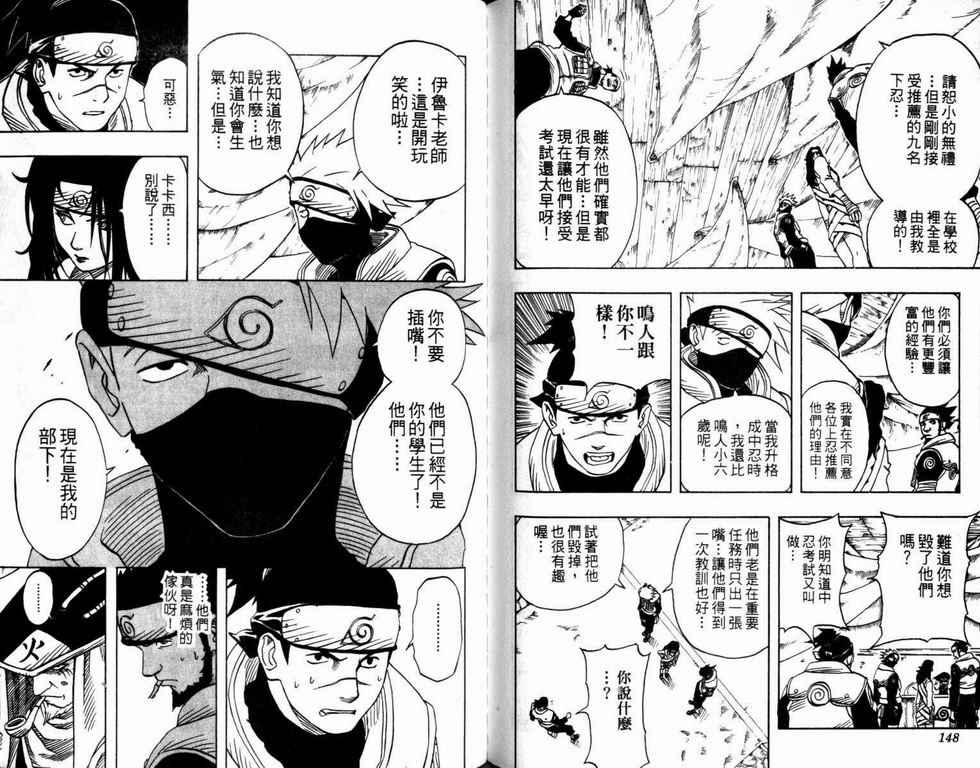 請恕小的無禮
…但是剛剛接
受推薦的九名
下忍…
在學校
裡全是
由我教
導的！
雖然他們確實都
很有才能…但是
現在讓他們接受
考試還太早呀！
你們必須讓
他們有更豐
富的經驗…
我實在不同意
各位上忍推薦
他們的理由！
當我升格
成中忍時
，我還比
鳴人小六
歲呢！
鳴人跟
你不一
樣！
難道你想
毀了他們
嗎？
你明知道中
忍考試又叫
做…
他們老是在重要
任務時只出一張
嘴…讓他們得到
一次教訓也好…
試著把他
們毀掉，
也很有趣
喔…
你說什麼
…？
148
伊魯卡老師
…這是開玩
笑的啦…
我知道你想
說什麼…也
知道你會生
氣…但是…
可惡…
卡卡西…
別說了……
你不要
插嘴！
他們已經不是
你的學生了！
他們……
現在是我的
部下！
………
……他們
真是麻煩的
傢伙呀！
……
火